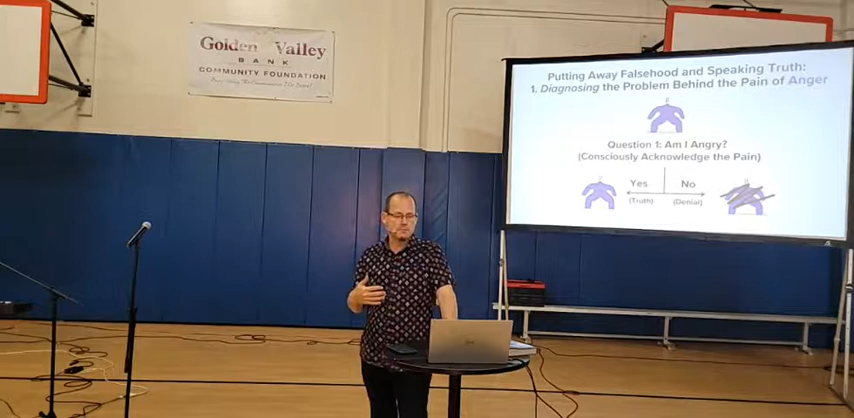 Golden Valley
BANK
COMMUNITY FOUNDATION
Putting Away Falsehood and Speaking Truth:
1. Diagnosing the Problem Behind the Pain of Anger
Question 1: Am I Angry?
(Consciously Acknowledge the Pain)
Yes No
(Truth) (Denial)